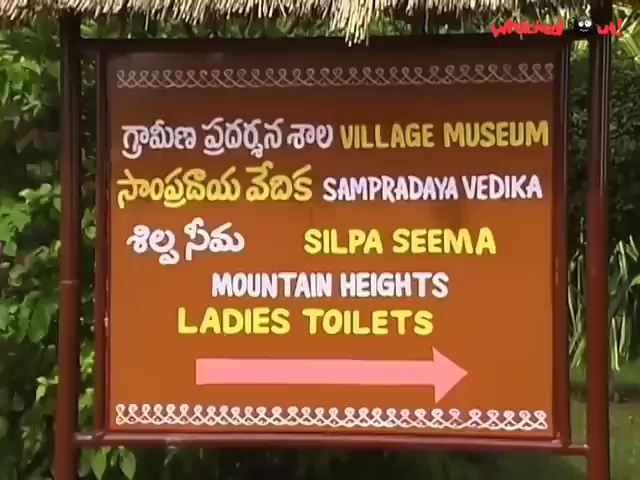 గ్రామీణ ప్రదర్శన శాల VILLAGE MUSEUM
సాంప్రదాయ వేదిక SAMPRADAYA VEDIKA
శిల్ప సీమ SILPA SEEMA
MOUNTAIN HEIGHTS
LADIES TOILETS